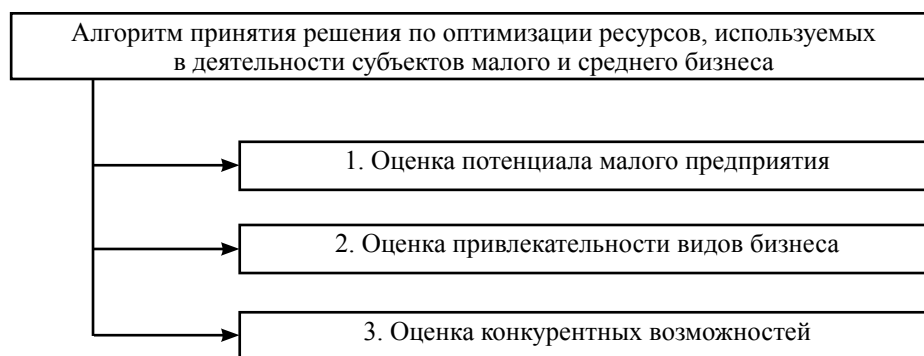 Алгоритм принятия решения по оптимизации ресурсов, используемых
в деятельности субъектов малого и среднего бизнеса
1. Оценка потенциала малого предприятия
2. Оценка привлекательности видов бизнеса
3. Оценка конкурентных возможностей